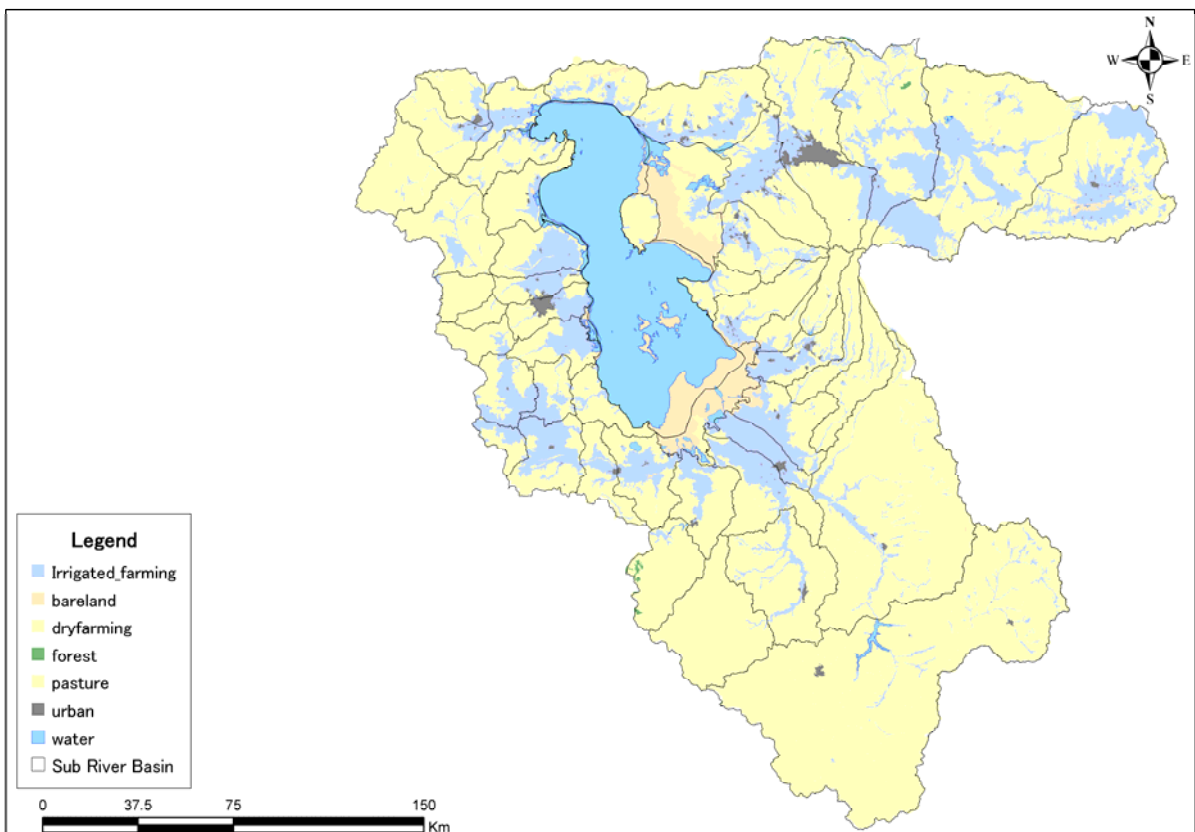 N
W E
S
Legend
Irrigated_farming
bareland
dryfarming
forest
pasture
urban
water
Sub River Basin
0 37.5 75 150
Km